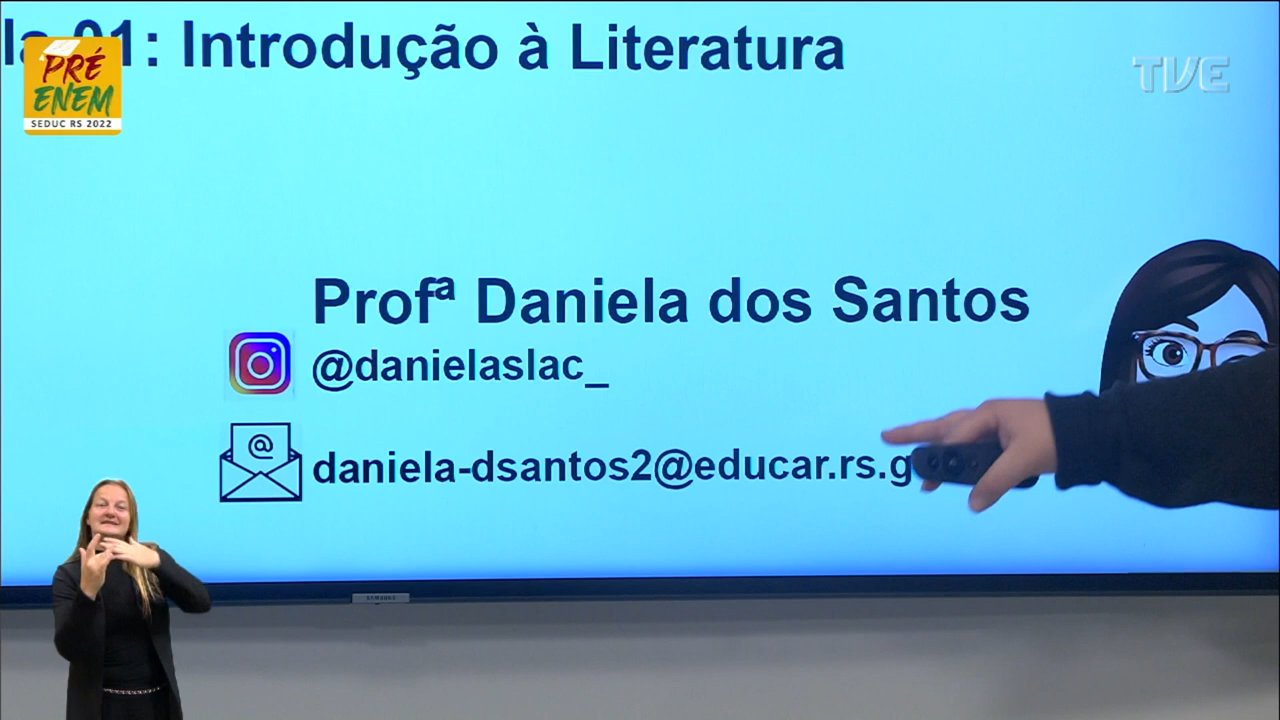 la 01: Introdução à Literatura
PRÉ
ENEM
SEDUC RS 2022
TVE
Profª Daniela dos Santos
@danielaslac_
@
daniela-dsantos2@educar.rs.g
SAMSUNG